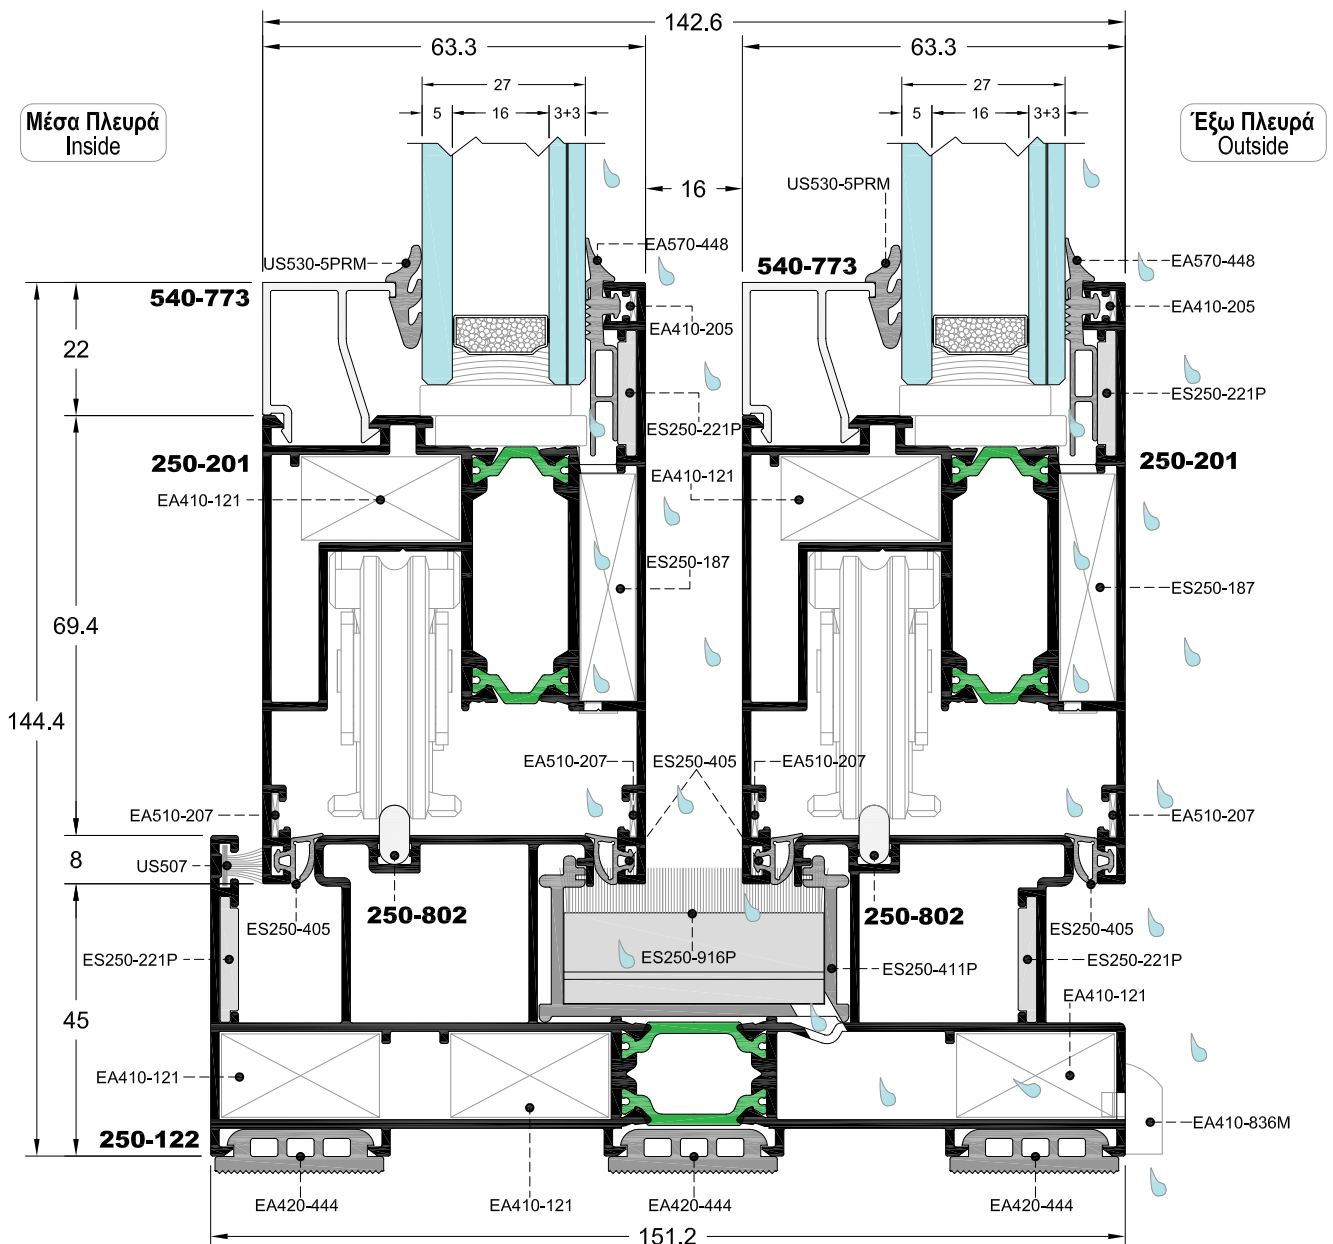 142.6
63.3
63.3
27
27
5
16
3+3
5
16
3+3
Μέσα Πλευρά
Inside
Έξω Πλευρά
Outside
16
US530-5PRM
EA570-448
US530-5PRM
540-773
EA570-448
540-773
EA410-205
EA410-205
22
ES250-221P
ES250-221P
250-201
250-201
EA410-121
EA410-121
ES250-187
ES250-187
69.4
144.4
EA510-207
ES250-405
EA510-207
EA510-207
EA510-207
8
US507
250-802
250-802
ES250-405
ES250-405
ES250-221P
ES250-916P
ES250-411P
ES250-221P
EA410-121
45
EA410-121
EA410-836M
250-122
EA420-444
EA410-121
EA420-444
EA420-444
151.2